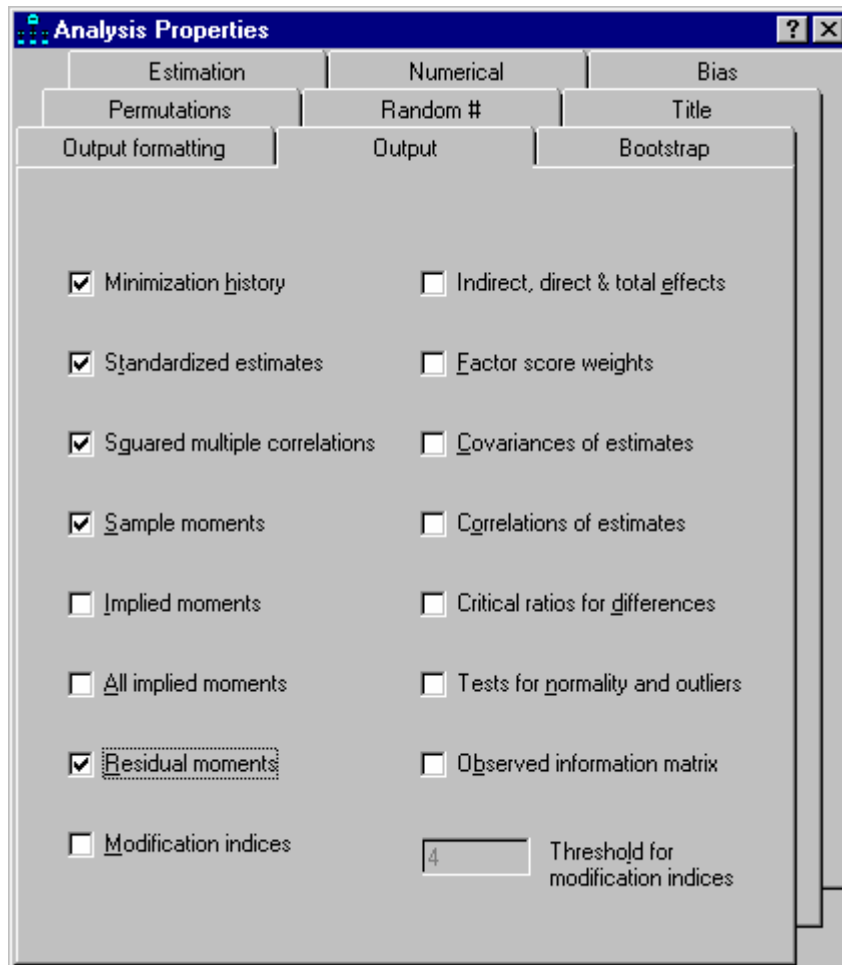 Analysis Properties
Estimation Numerical Bias
Permutations Random # Title
Output formatting Output Bootstrap
Minimization history
Indirect, direct & total effects
Standardized estimates
Factor score weights
Squared multiple correlations
Covariances of estimates
Sample moments
Correlations of estimates
Implied moments
Critical ratios for differences
All implied moments
Tests for normality and outliers
Residual moments
Observed information matrix
Modification indices
4
Threshold for
modification indices